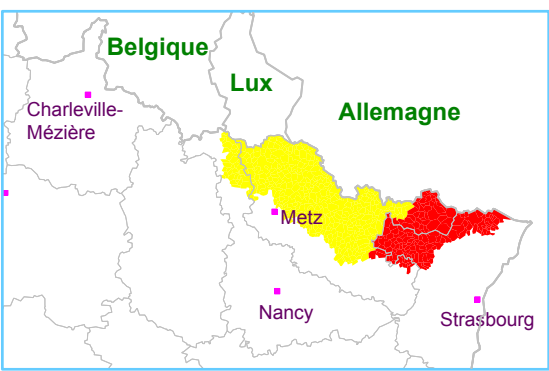 Belgique
Lux
Allemagne
Charleville-
Mézière
Metz
Nancy
Strasbourg